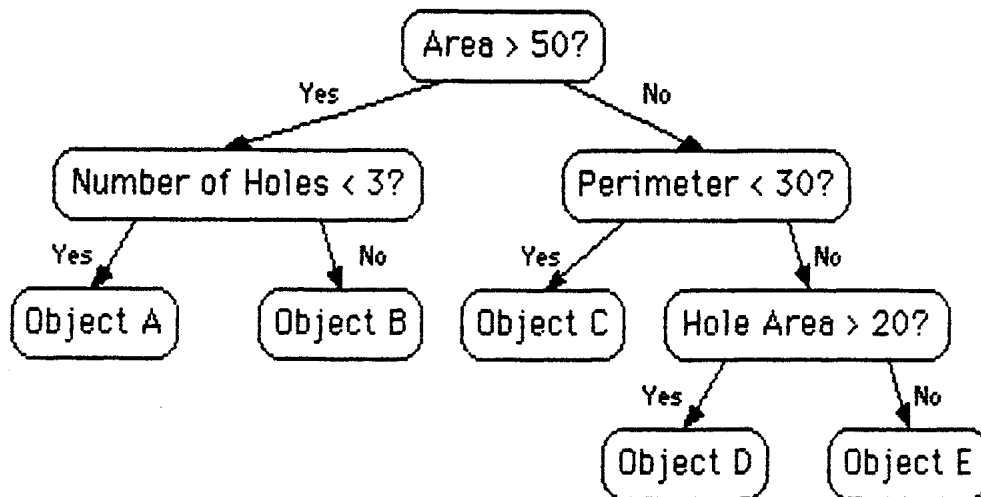 Area > 50?
Yes
No
Number of Holes < 3?
Perimeter < 30?
Yes
No
Yes
No
Object A
Object B
Object C
Hole Area > 20?
Yes
No
Object D
Object E